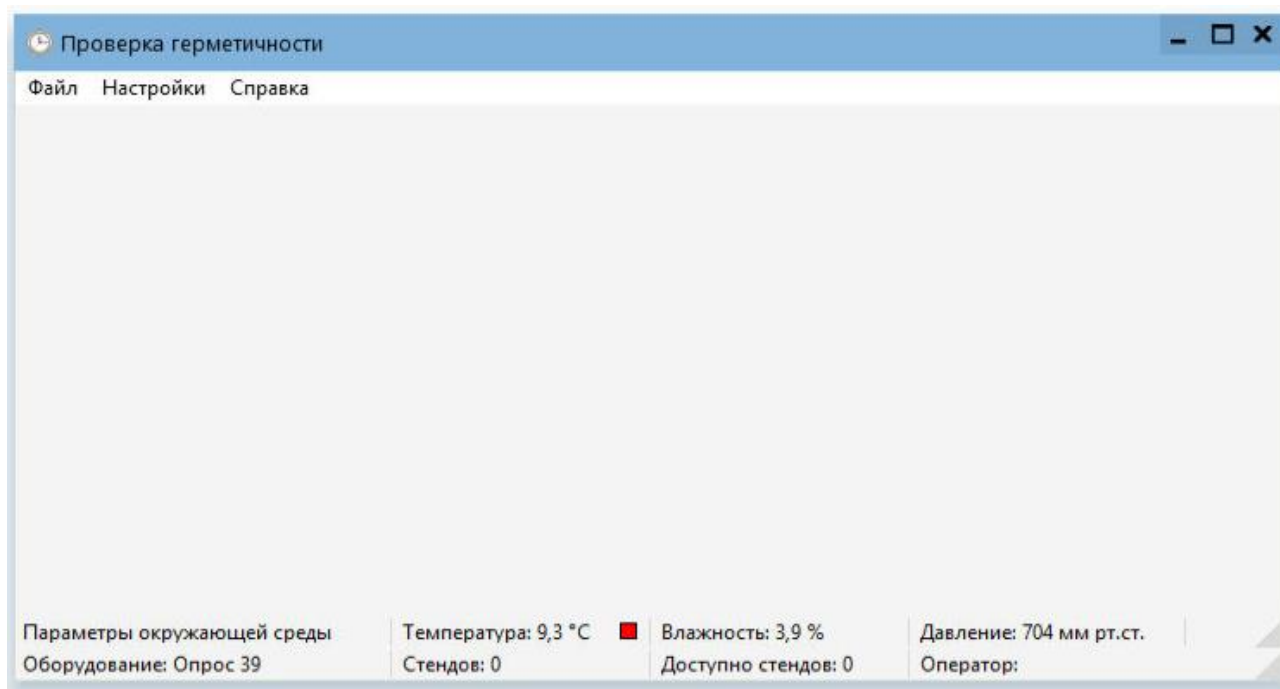 Проверка герметичности
Файл Настройки Справка
Параметры окружающей среды Температура: 9,3 °C Влажность: 3,9 % Давление: 704 мм рт.ст.
Оборудование: Опрос 39 Стендов: 0 Доступно стендов: 0 Оператор: